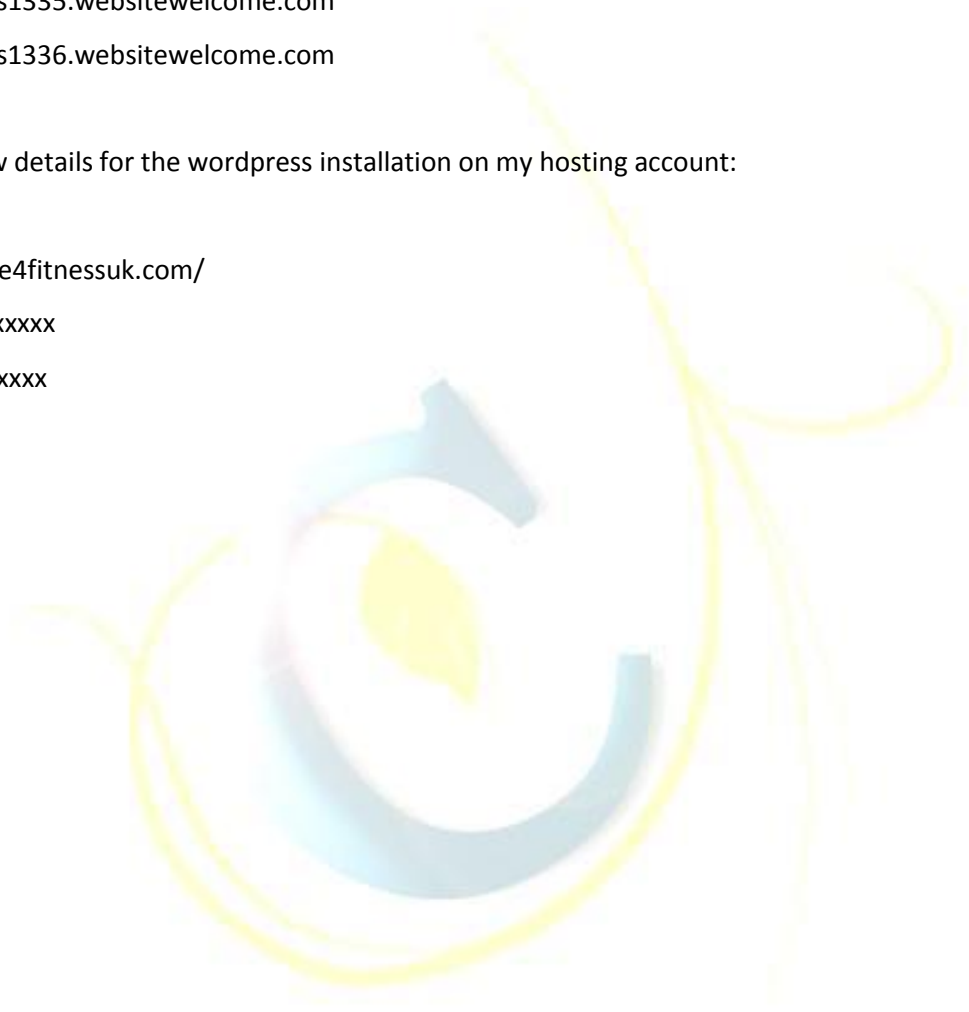 s1335.websitewelcome.com
s1336.websitewelcome.com
w details for the wordpress installation on my hosting account:
e4fitnessuk.com/
xxxxx
xxxx